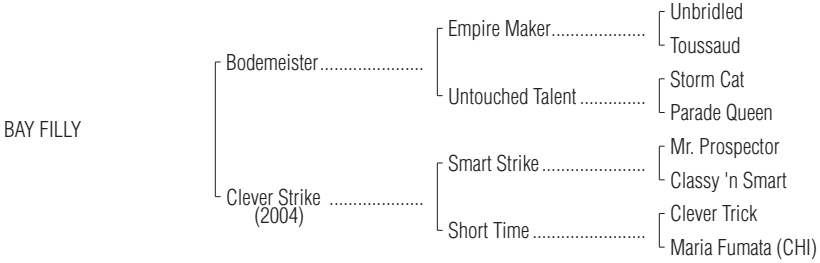 Unbridled
Empire Maker....................
Toussaud
Bodemeister......................
Storm Cat
Untouched Talent ..............
Parade Queen
BAY FILLY
Mr. Prospector
Smart Strike......................
Classy 'n Smart
Clever Strike ....................
(2004)
Clever Trick
Short Time ........................
Maria Fumata (CHI)